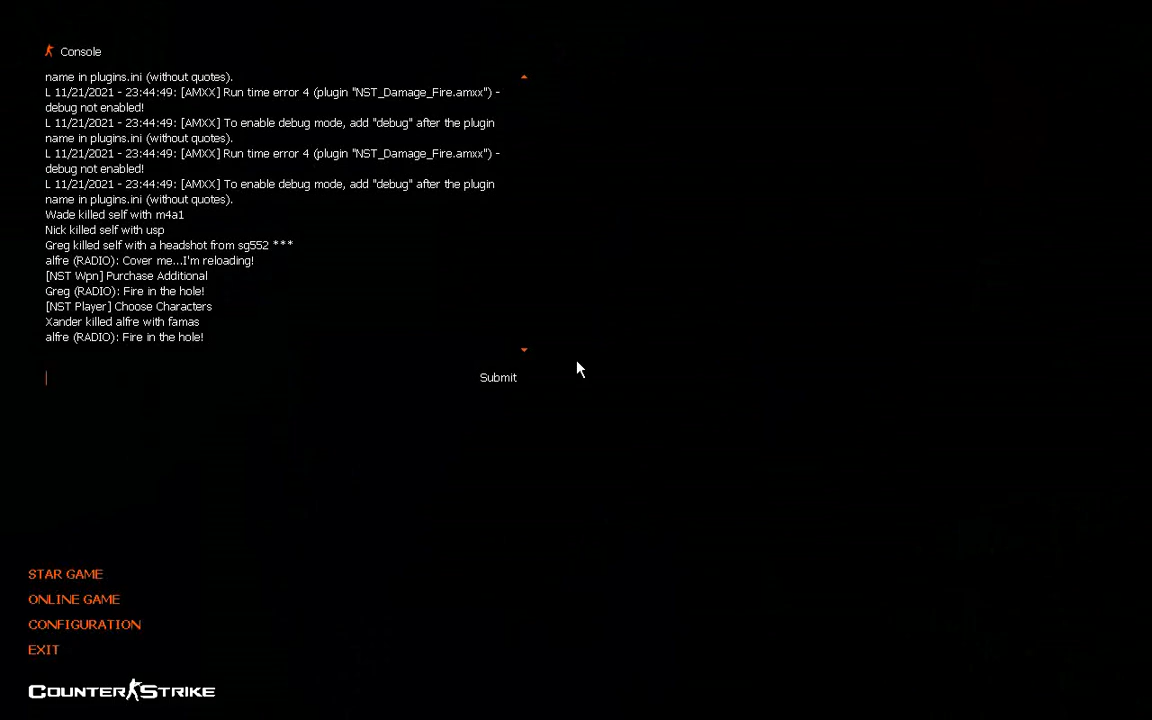 Console
name in plugins.ini (without quotes).
L 11/21/2021 - 23:44:49: [AMXX] Run time error 4 (plugin "NST_Damage_Fire.amxx") -
debug not enabled!
L 11/21/2021 - 23:44:49: [AMXX] To enable debug mode, add "debug" after the plugin
name in plugins.ini (without quotes).
L 11/21/2021 - 23:44:49: [AMXX] Run time error 4 (plugin "NST_Damage_Fire.amxx") -
debug not enabled!
L 11/21/2021 - 23:44:49: [AMXX] To enable debug mode, add "debug" after the plugin
name in plugins.ini (without quotes).
Wade killed self with m4a1
Nick killed self with usp
Greg killed self with a headshot from sg552 ***
alfre (RADIO): Cover me...I'm reloading!
[NST Wpn] Purchase Additional
Greg (RADIO): Fire in the hole!
[NST Player] Choose Characters
Xander killed alfre with famas
alfre (RADIO): Fire in the hole!
Submit
STAR GAME
ONLINE GAME
CONFIGURATION
EXIT
COUNTER STRIKE